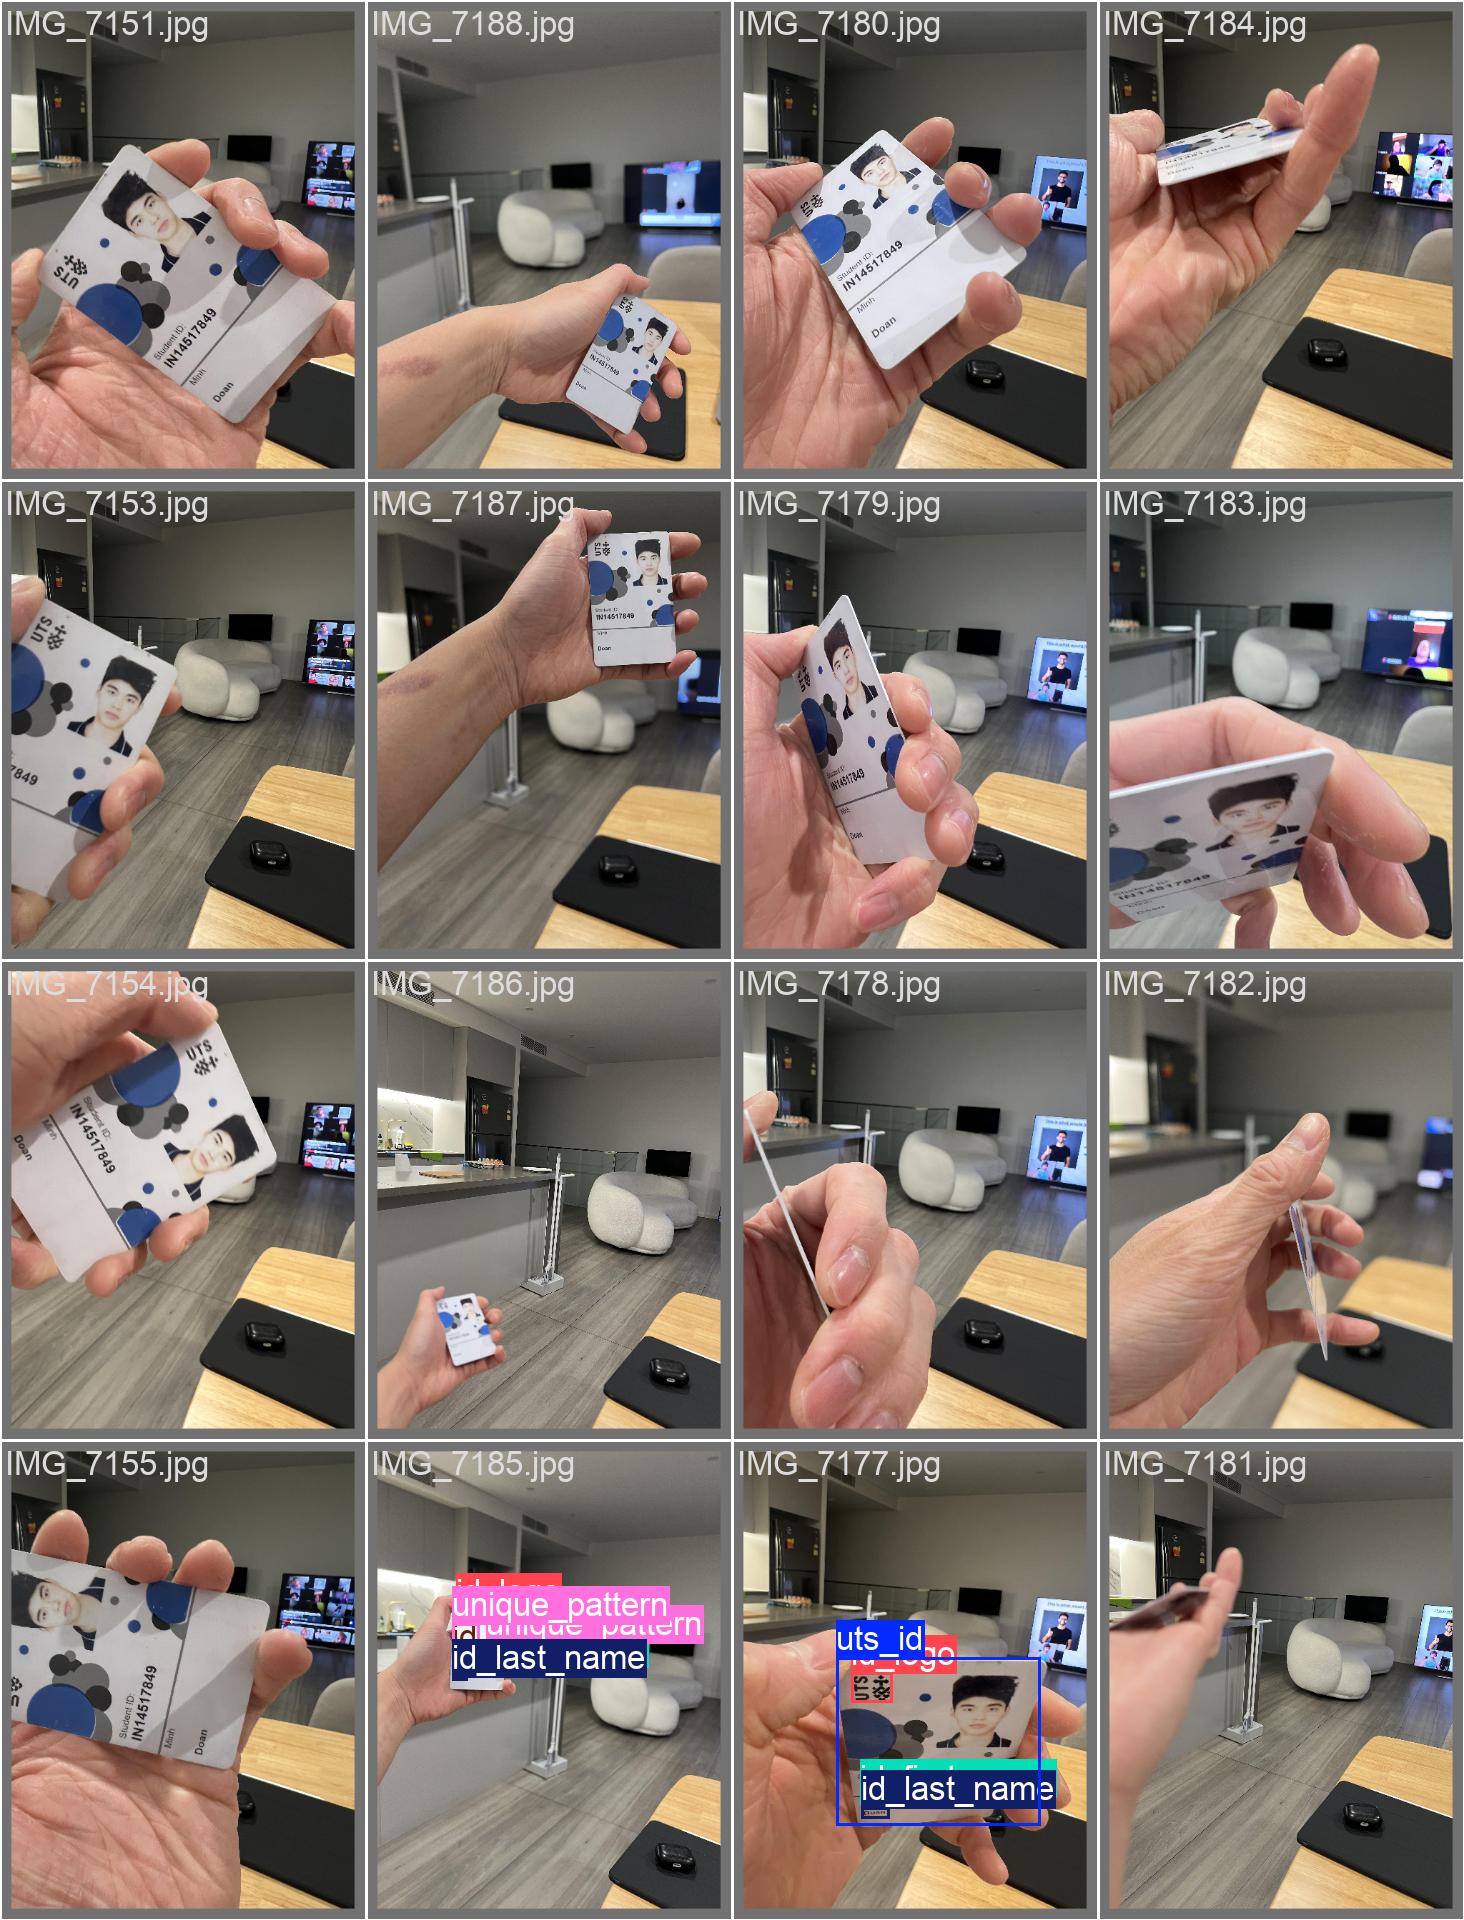 IMG_7151.jpg
UTS
Student ID:
IN14517849
Minh
Doan
IMG_7188.jpg
UTS
Student ID:
IN14517849
Minh
Doan
IMG_7180.jpg
UTS
Student ID:
IN14517849
Minh
Doan
IMG_7184.jpg
Doan
IMG_7153.jpg
UTS
7849
IMG_7187.jpg
UTS
Student ID:
IN14517849
Minh
Doan
IMG_7179.jpg
UTS
Student ID:
IN14517849
Minh
Doan
IMG_7183.jpg
Student ID:
IN14517849
Doan
IMG_7154.jpg
UTS
Student ID:
IN14517849
Minh
Doan
IMG_7186.jpg
IMG_7178.jpg
IMG_7182.jpg
IMG_7155.jpg
Student ID:
IN14517849
Minh
Doan
IMG_7185.jpg
id_logo
unique_pattern
unique_pattern
id_last_name
IMG_7177.jpg
uts_id
id_logo
UTS
id_last_name
Doan
IMG_7181.jpg